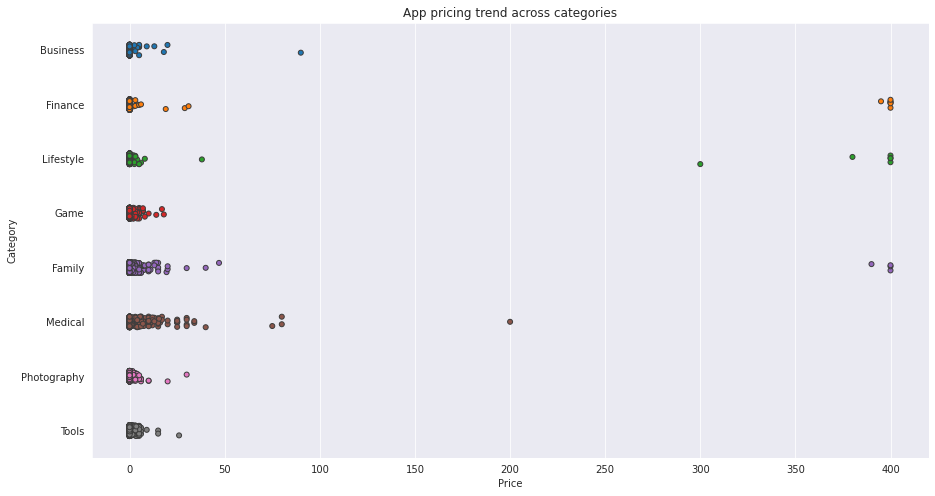 App pricing trend across categories
Category
Business
Finance
Lifestyle
Game
Family
Medical
Photography
Tools
0 50 100 150 200 250 300 350 400
Price